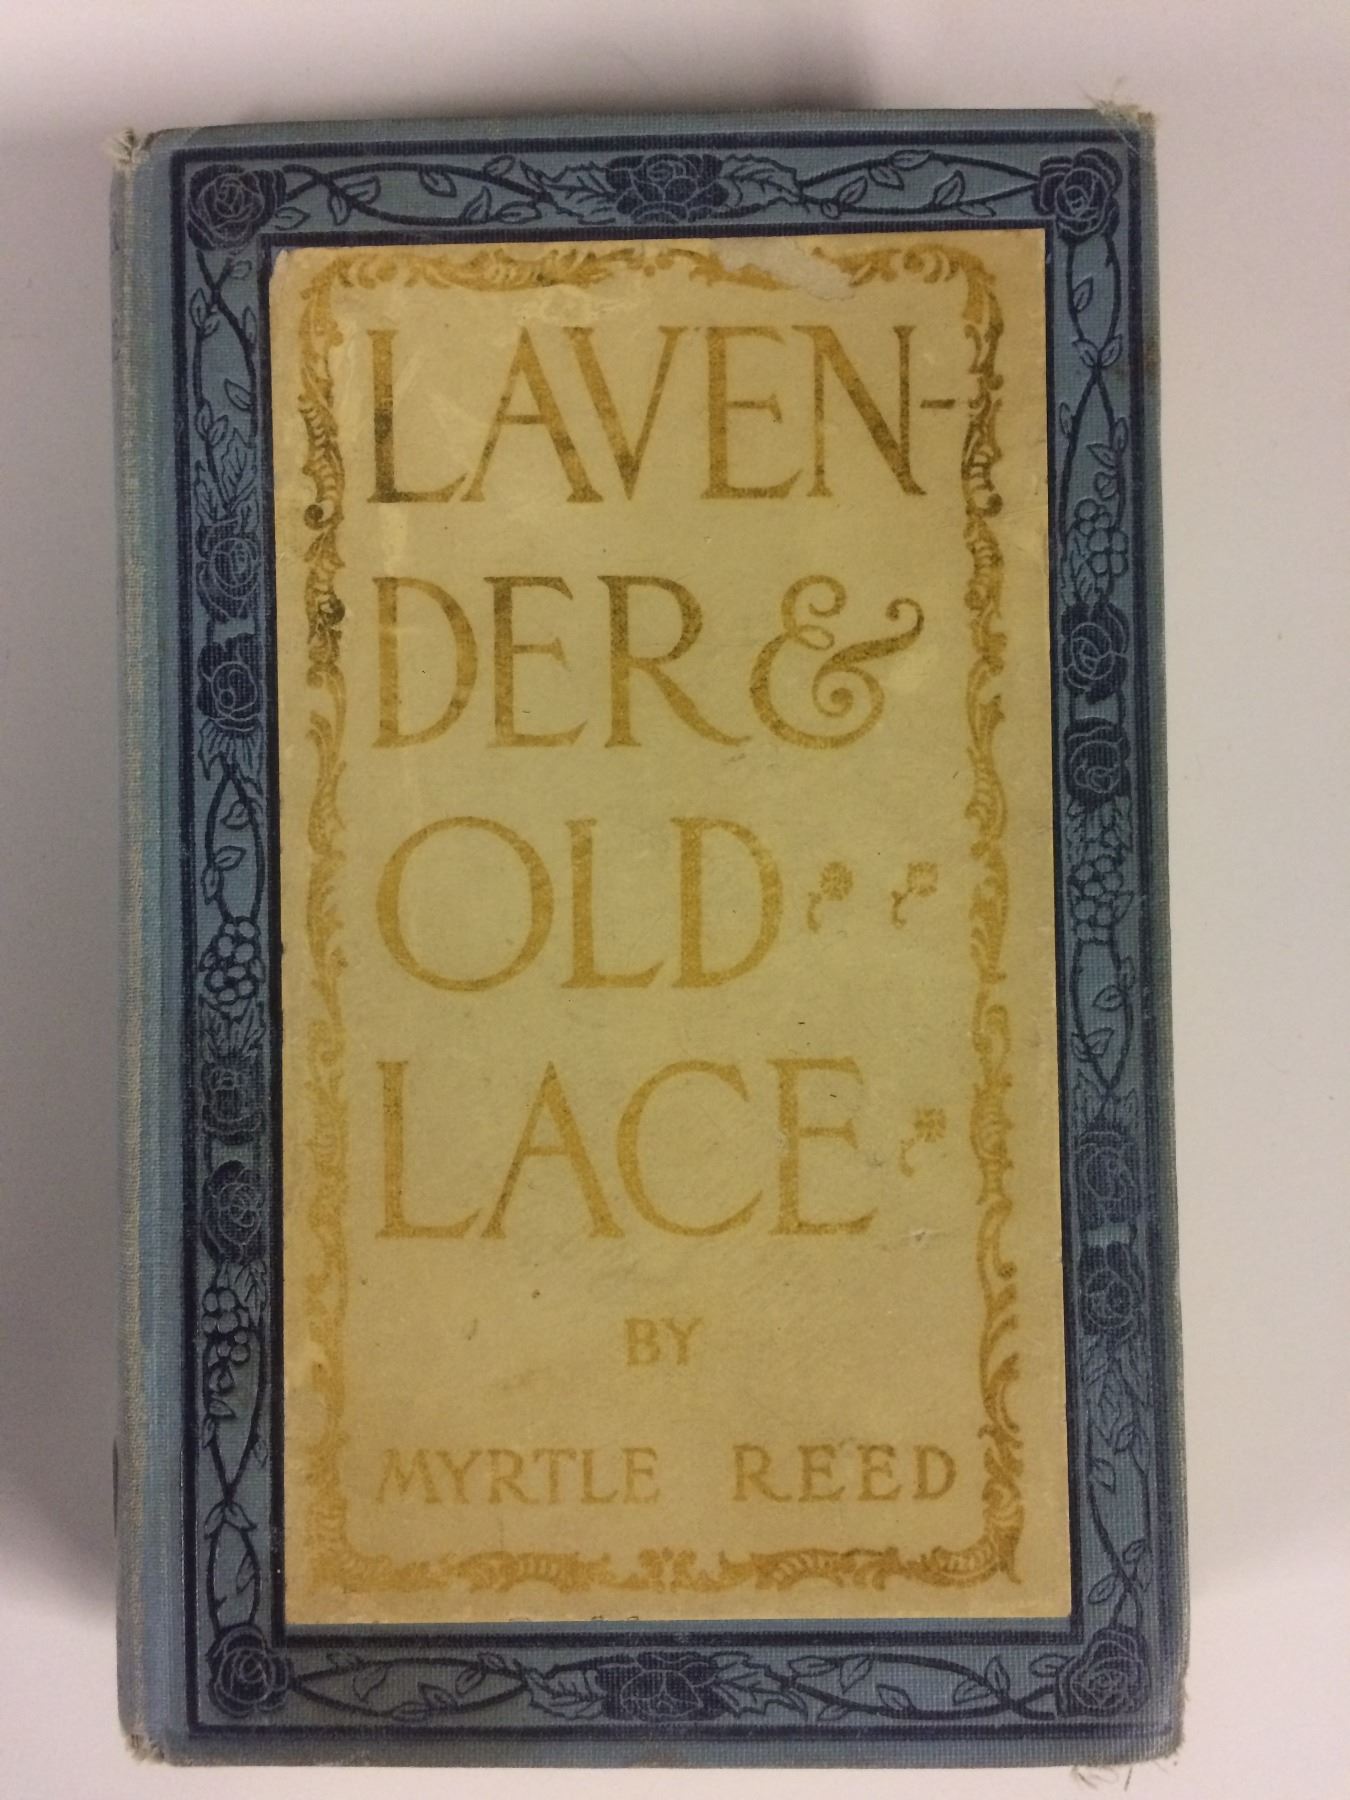 LAVEN-
DER &
OLD
LACE
BY
MYRTLE REED